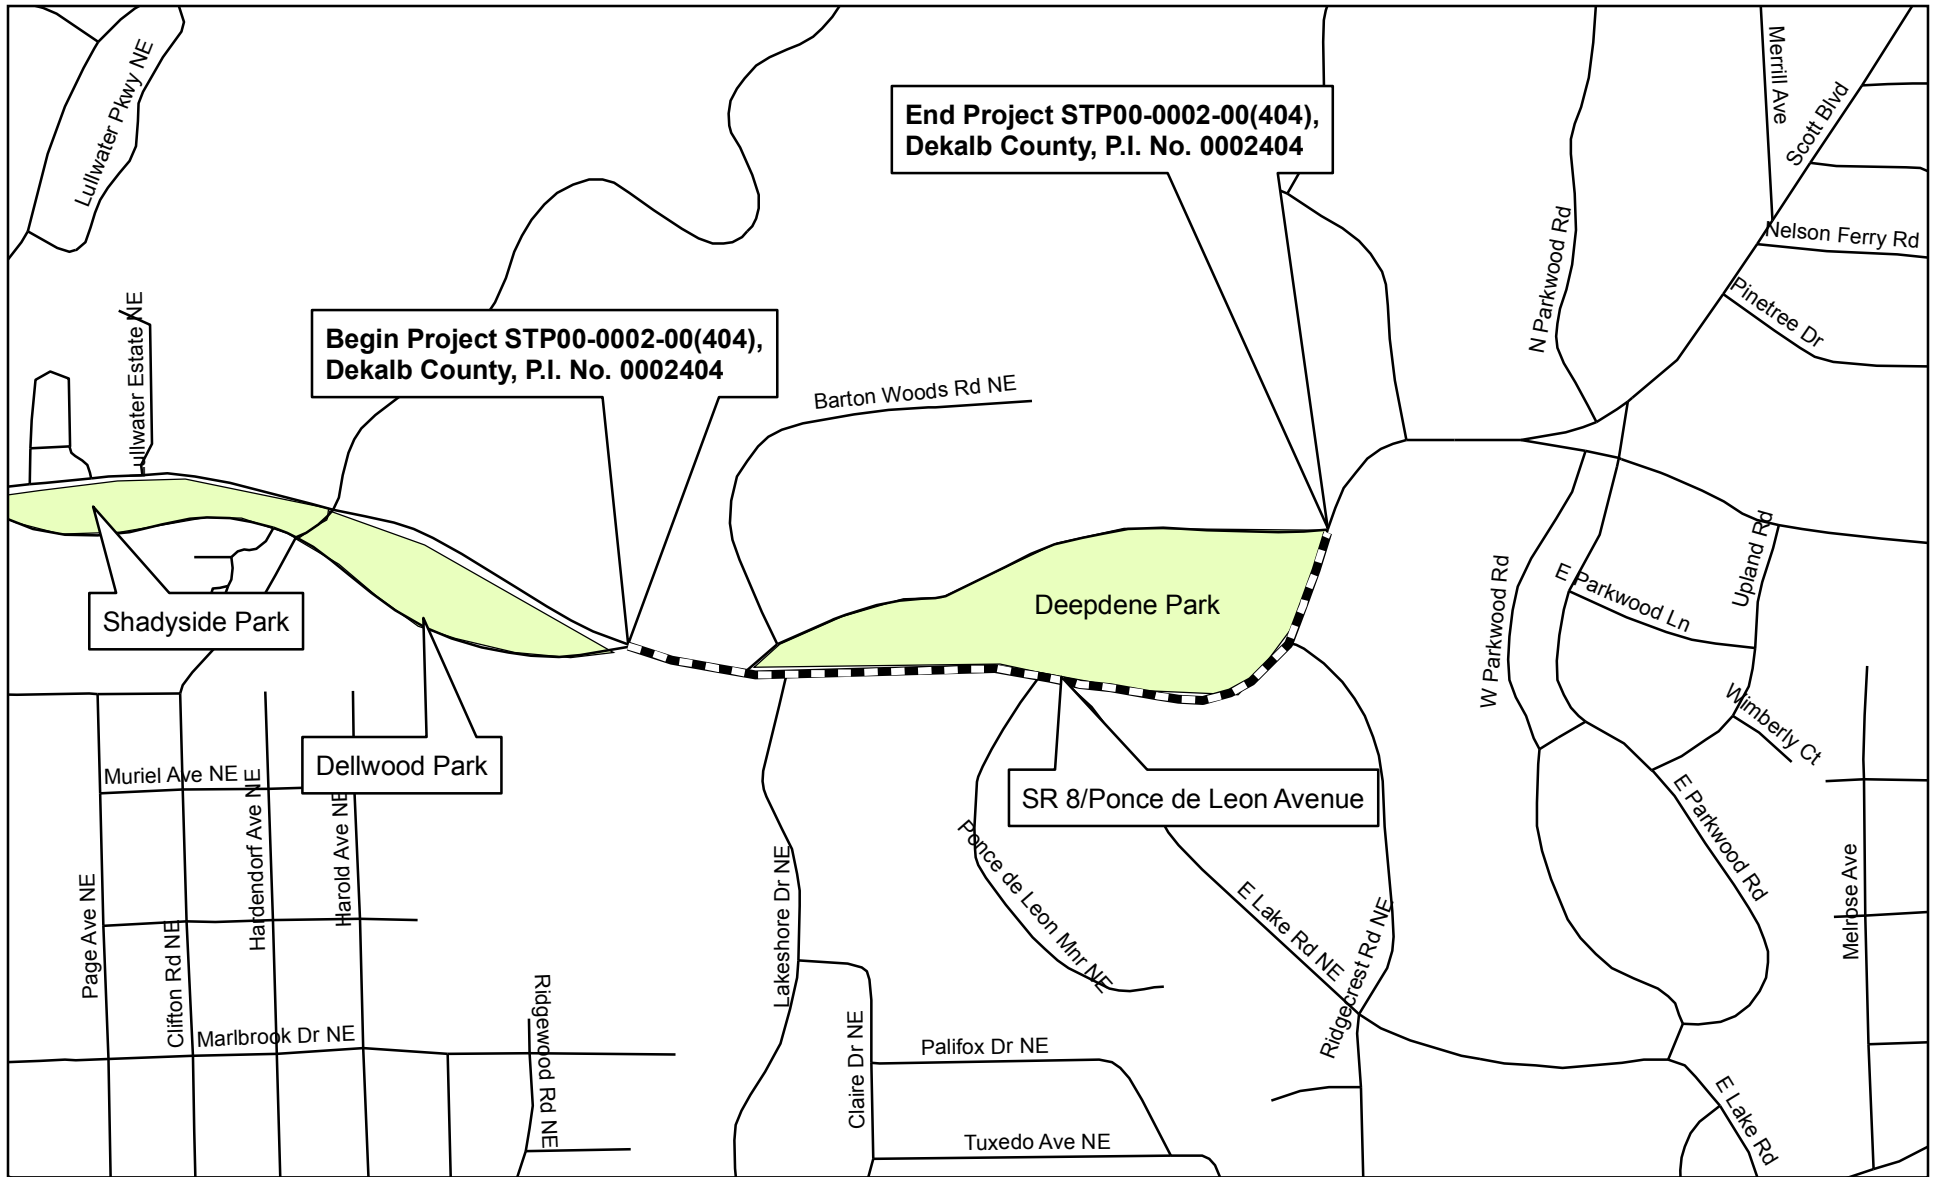 Lullwater Pkwy NE
Merrill Ave
Scott Blvd
End Project STP00-0002-00(404),
Dekalb County, P.I. No. 0002404
Nelson Ferry Rd
N Parkwood Rd
Pinetree Dr
ullwater Estate NE
Begin Project STP00-0002-00(404),
Dekalb County, P.I. No. 0002404
Barton Woods Rd NE
Upland Rd
E Parkwood Ln
W Parkwood Rd
Deepdene Park
Shadyside Park
Wimberly Ct
Dellwood Park
Muriel Ave NE
SR 8/Ponce de Leon Avenue
E Parkwood Rd
Hardendorf Ave NE
Harold Ave NE
Page Ave NE
Clifton Rd NE
Lakeshore Dr NE
Ponce de Leon Mnr NE
E Lake Rd NE
Ridgecrest Rd NE
Melrose Ave
Marlbrook Dr NE
Ridgewood Rd NE
Claire Dr NE
Palifox Dr NE
Tuxedo Ave NE
E Lake Rd